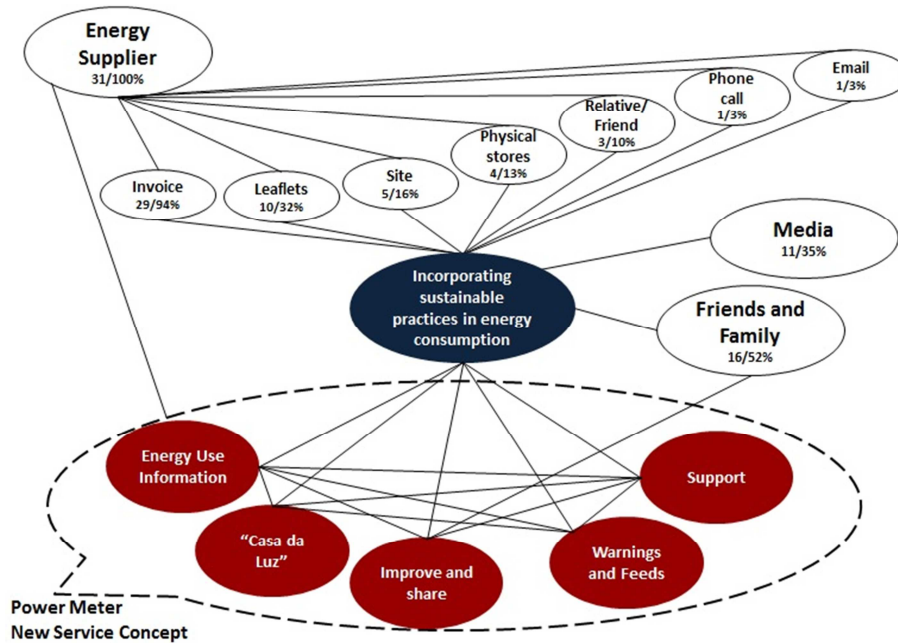 Energy
Supplier
31/100%
Email
1/3%
Phone
call
1/3%
Relative/
Friend
3/10%
Physical
stores
4/13%
Site
5/16%
Leaflets
10/32%
Invoice
29/94%
Media
11/35%
Incorporating
sustainable
practices in energy
consumption
Friends and
Family
16/52%
Energy Use
Information
Support
“Casa da
Luz”
Improve and
share
Warnings
and Feeds
Power Meter
New Service Concept